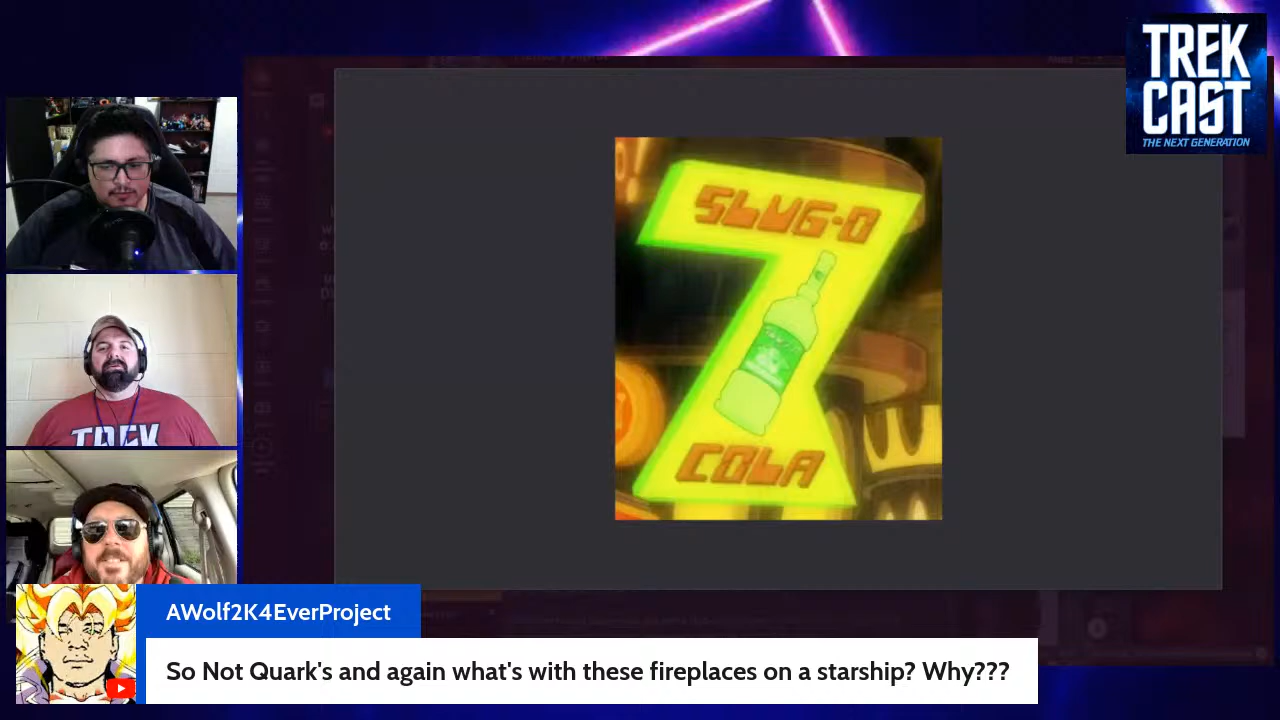 TREK
CAST
THE NEXT GENERATION
SLUG-O
COLA
TREK
AWolf2K4EverProject
So Not Quark's and again what's with these fireplaces on a starship? Why???